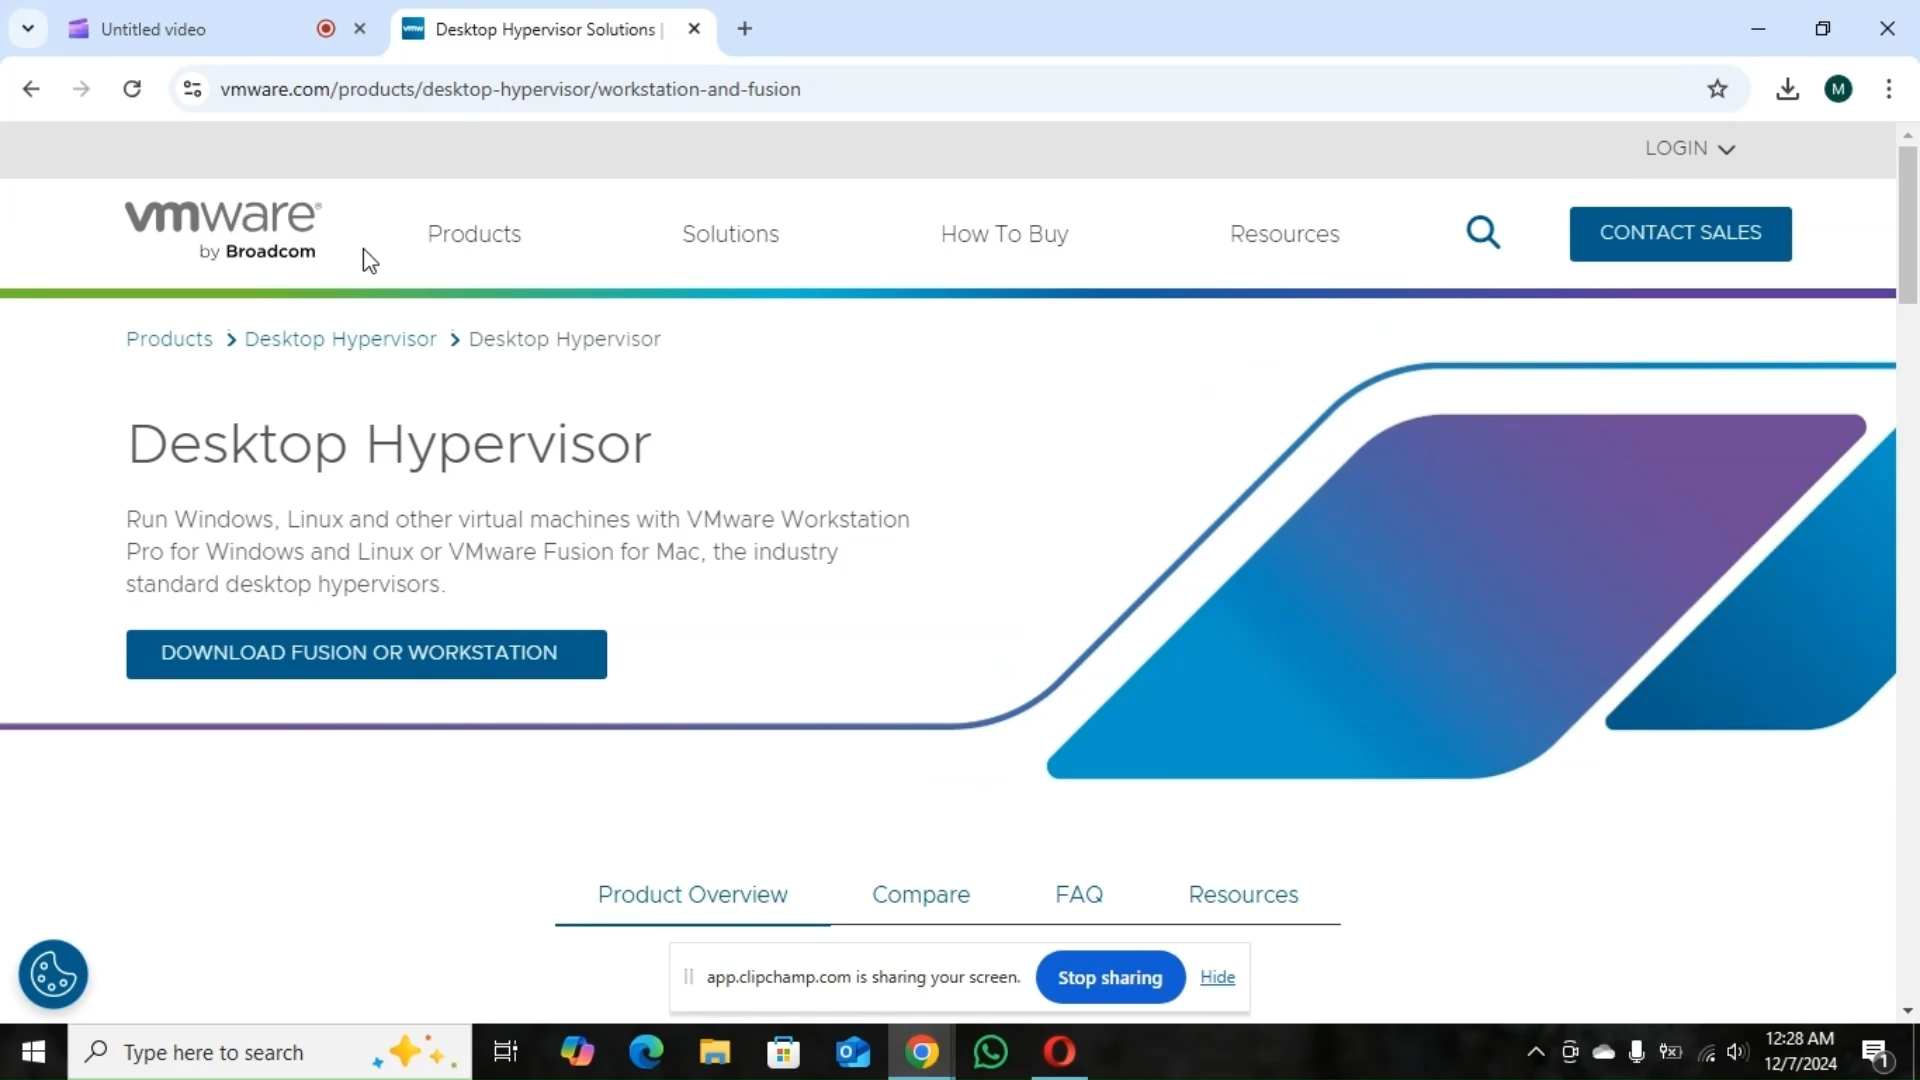 Untitled video
vmw
Desktop Hypervisor Solutions |
vmware.com/products/desktop-hypervisor/workstation-and-fusion
M
LOGIN
vmware®
by Broadcom
Products
Solutions
How To Buy
Resources
CONTACT SALES
Products > Desktop Hypervisor > Desktop Hypervisor
Desktop Hypervisor
Run Windows, Linux and other virtual machines with VMware Workstation
Pro for Windows and Linux or VMware Fusion for Mac, the industry
standard desktop hypervisors.
DOWNLOAD FUSION OR WORKSTATION
Product Overview
Compare
FAQ
Resources
app.clipchamp.com is sharing your screen.
Stop sharing
Hide
Type here to search
12:28 AM
12/7/2024
1